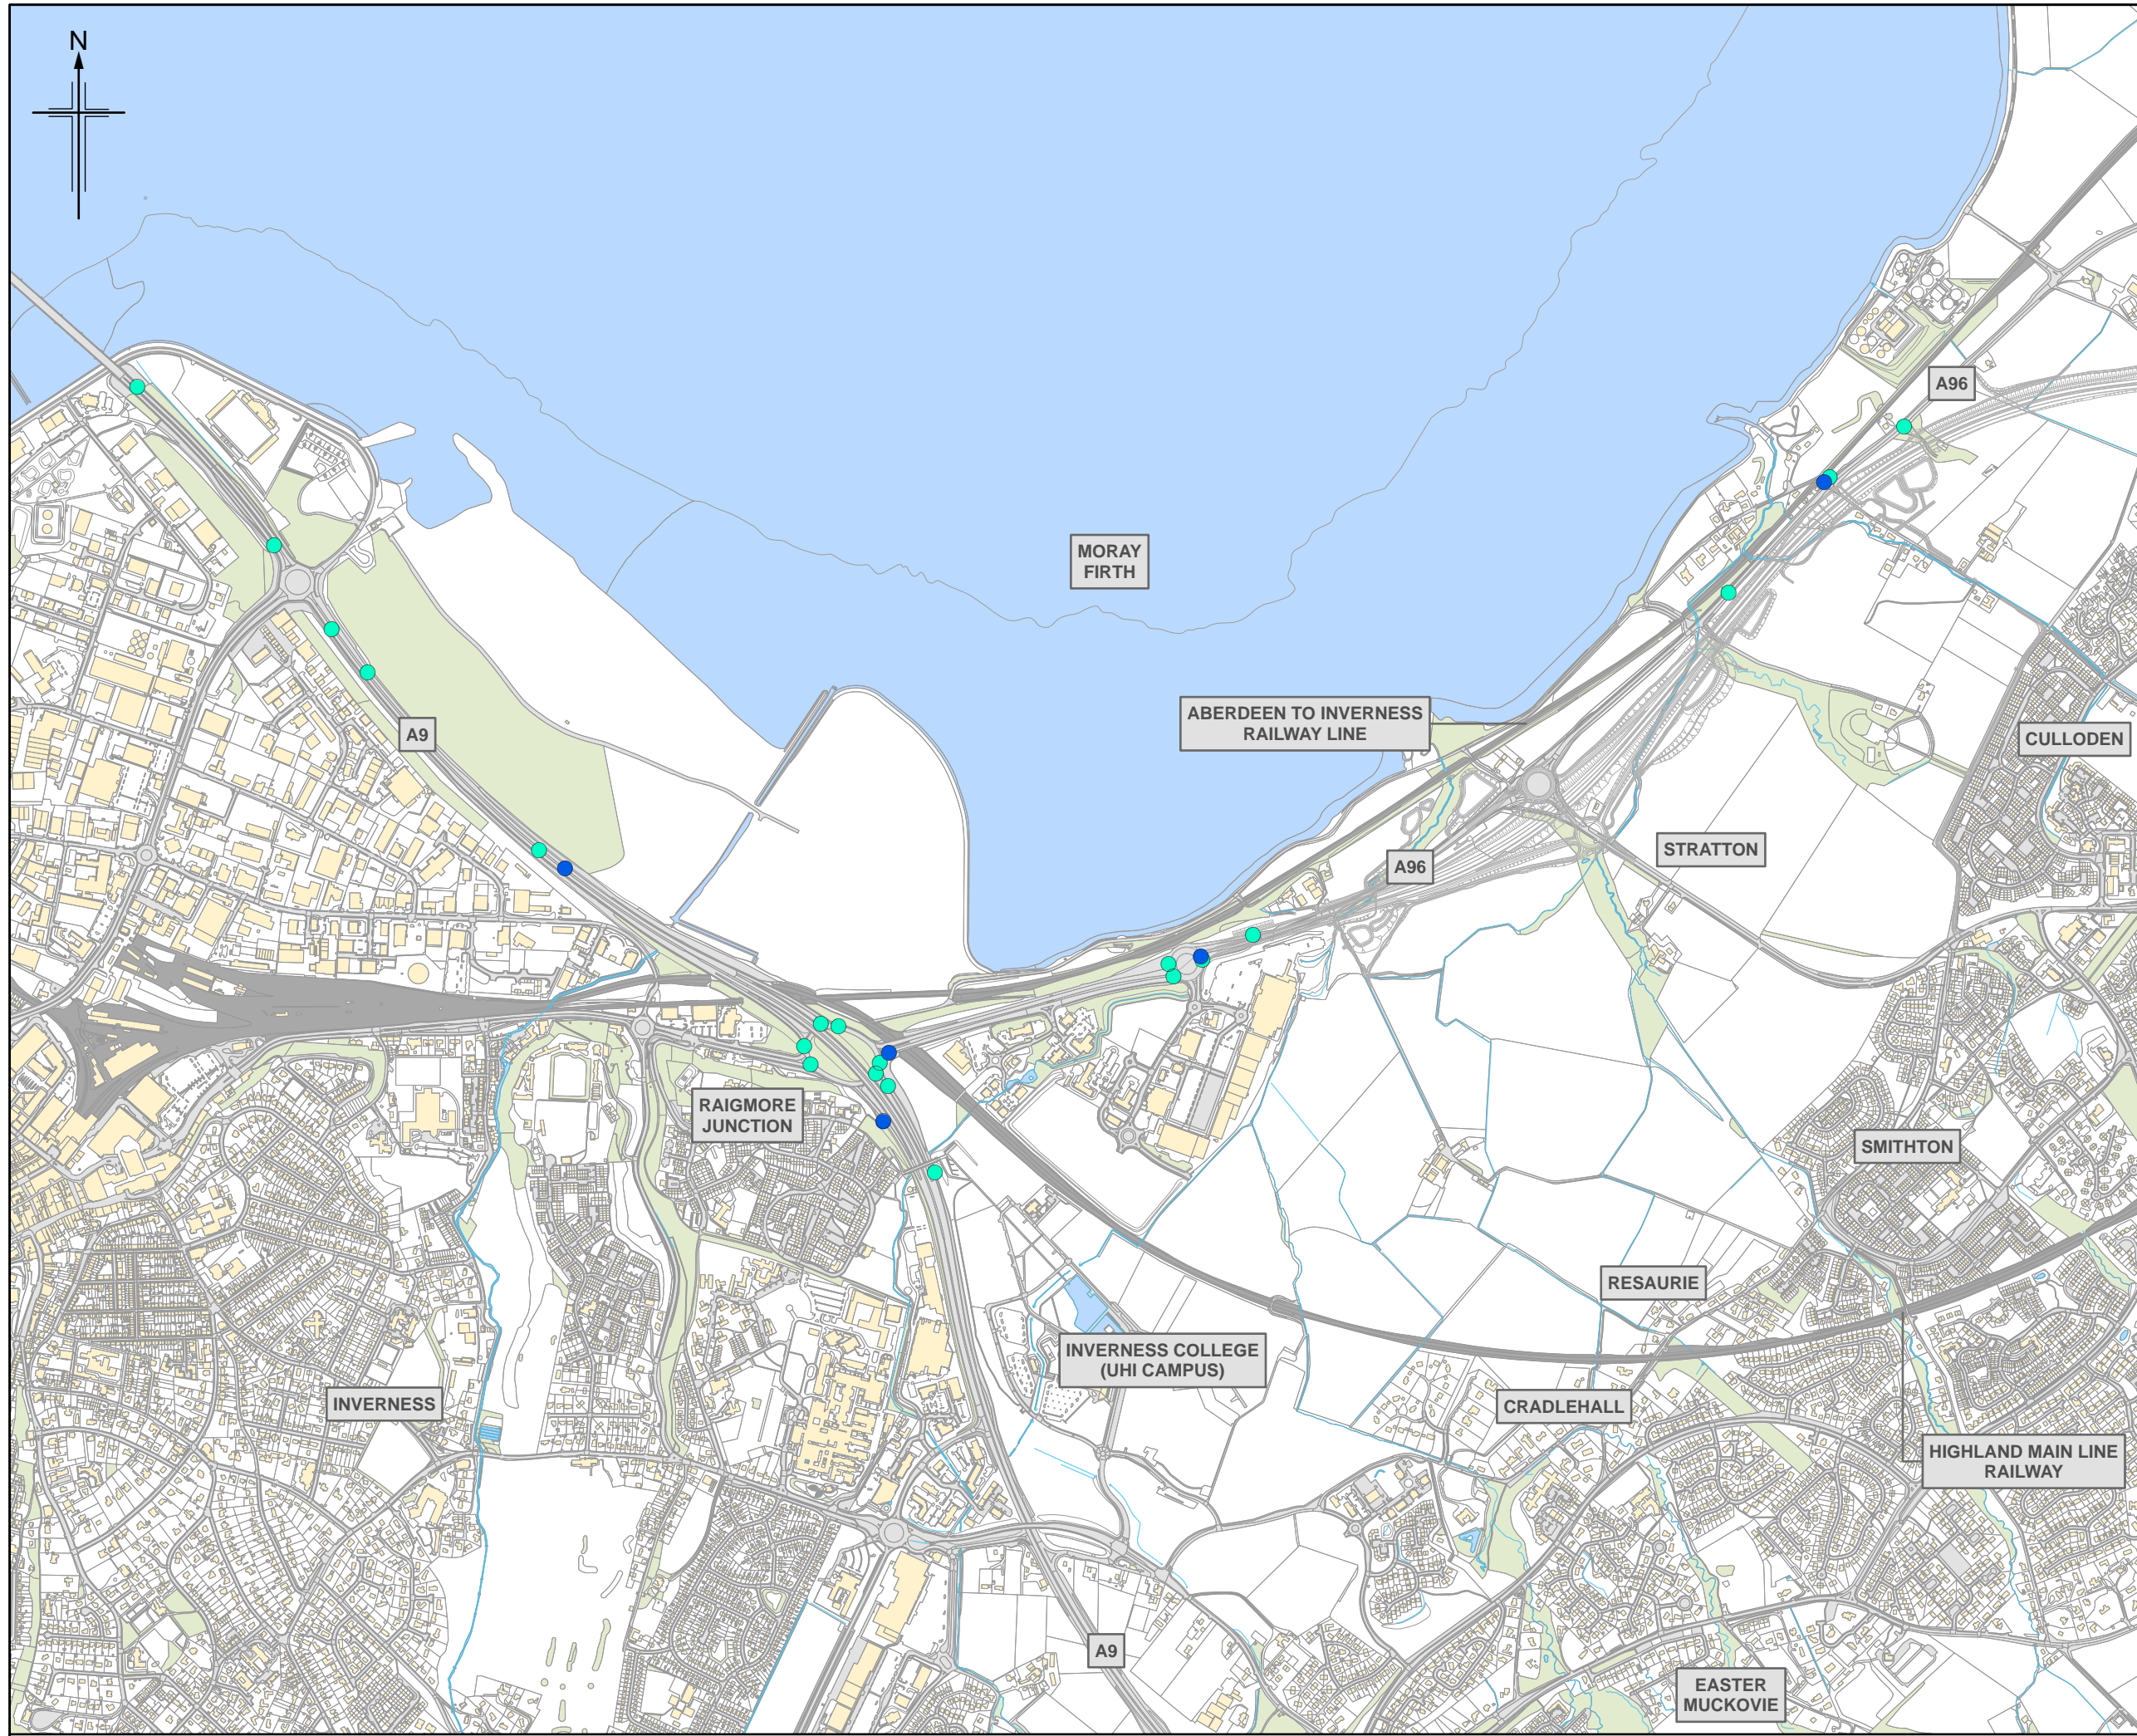 N
A96
MORAY
FIRTH
ABERDEEN TO INVERNESS
RAILWAY LINE
A9
CULLODEN
STRATTON
A96
RAIGMORE
JUNCTION
SMITHTON
RESAURIE
INVERNESS COLLEGE
(UHI CAMPUS)
INVERNESS
CRADLEHALL
HIGHLAND MAIN LINE
RAILWAY
A9
EASTER
MUCKOVIE